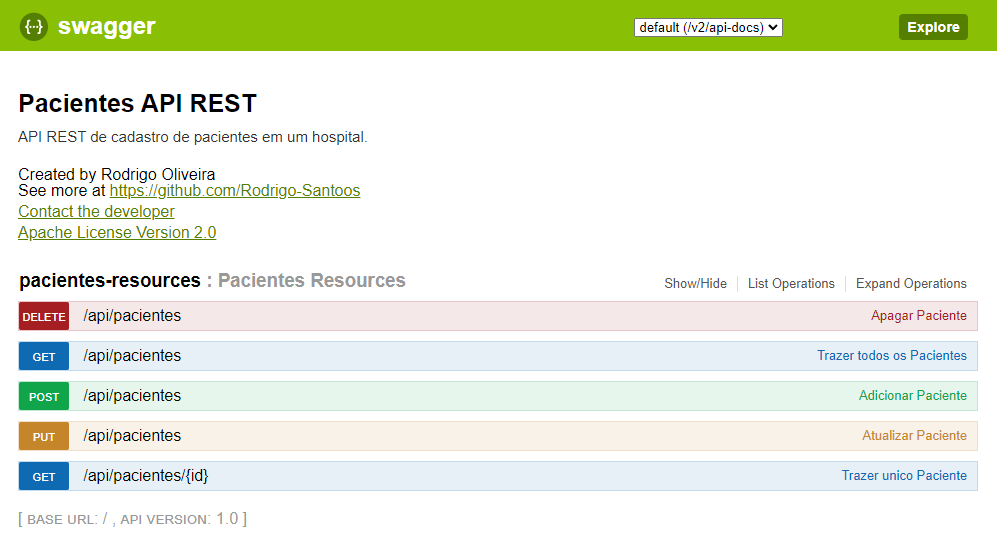 {···} swagger default (/v2/api-docs) Explore
Pacientes API REST
API REST de cadastro de pacientes em um hospital.
Created by Rodrigo Oliveira
See more at https://github.com/Rodrigo-Santoos
Contact the developer
Apache License Version 2.0
pacientes-resources : Pacientes Resources Show/Hide List Operations Expand Operations
DELETE /api/pacientes Apagar Paciente
GET /api/pacientes Trazer todos os Pacientes
POST /api/pacientes Adicionar Paciente
PUT /api/pacientes Atualizar Paciente
GET /api/pacientes/{id} Trazer unico Paciente
[ BASE URL: / , API VERSION: 1.0 ]